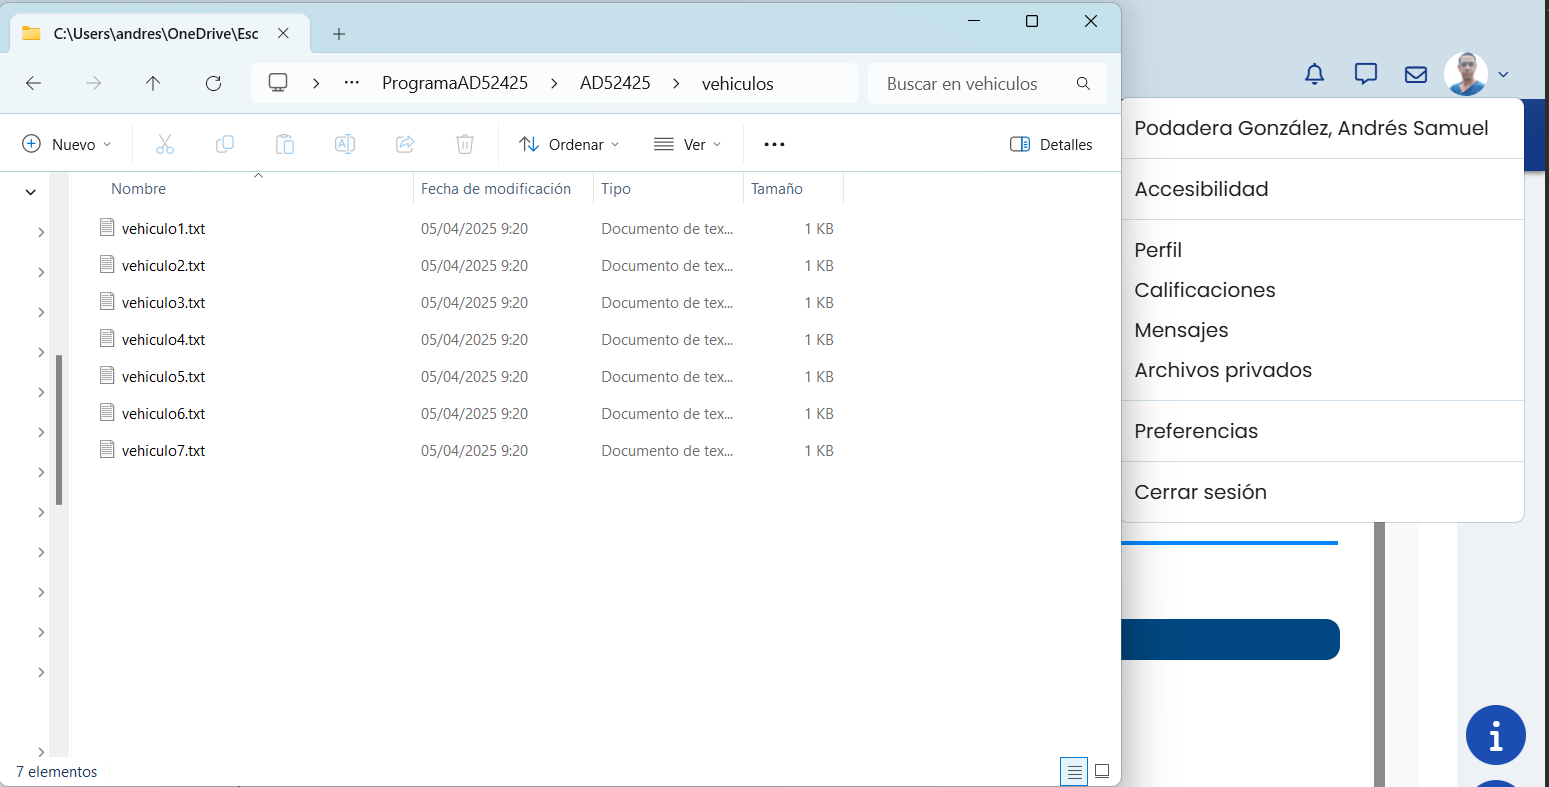 C:\Users\andres\OneDrive\Esc
ProgramaAD52425 AD52425 vehiculos
Buscar en vehiculos
Nuevo Ordenar Ver ••• Detalles
Nombre Fecha de modificación Tipo Tamaño
vehiculo1.txt 05/04/2025 9:20 Documento de tex... 1 KB
vehiculo2.txt 05/04/2025 9:20 Documento de tex... 1 KB
vehiculo3.txt 05/04/2025 9:20 Documento de tex... 1 KB
vehiculo4.txt 05/04/2025 9:20 Documento de tex... 1 KB
vehiculo5.txt 05/04/2025 9:20 Documento de tex... 1 KB
vehiculo6.txt 05/04/2025 9:20 Documento de tex... 1 KB
vehiculo7.txt 05/04/2025 9:20 Documento de tex... 1 KB
7 elementos
Podadera González, Andrés Samuel
Accesibilidad
Perfil
Calificaciones
Mensajes
Archivos privados
Preferencias
Cerrar sesión
i